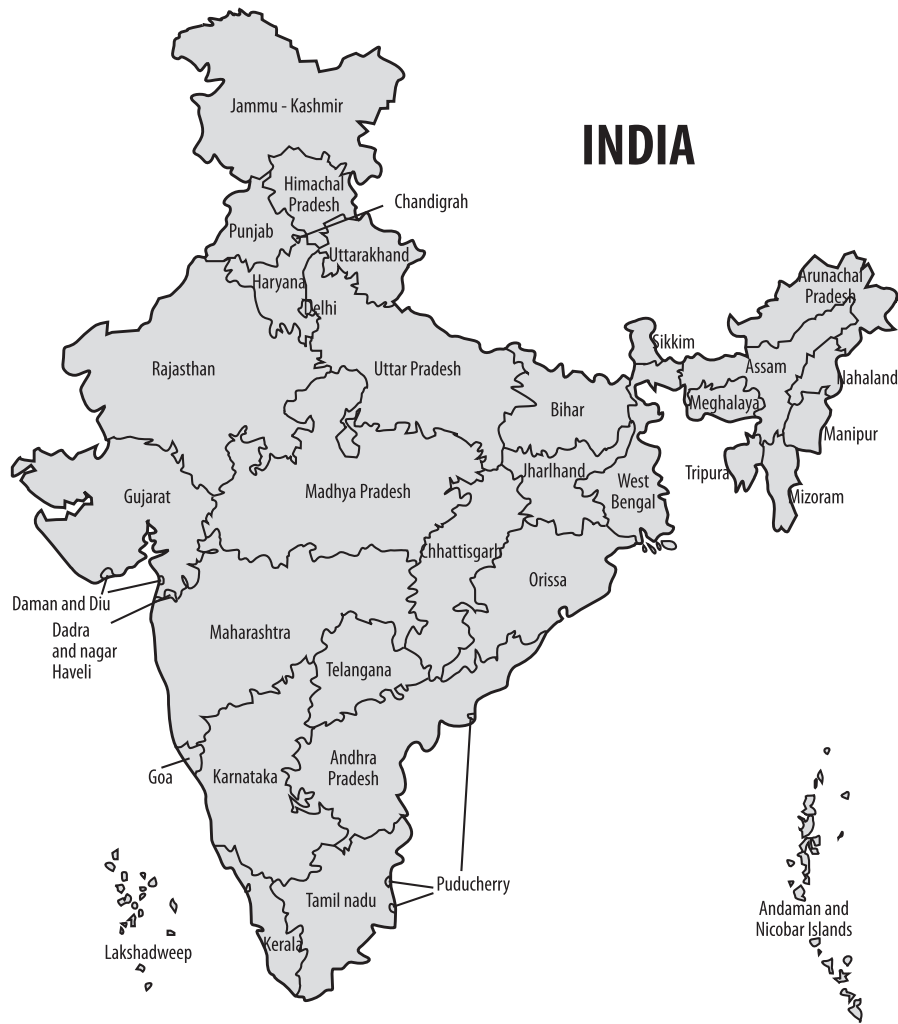 INDIA
Jammu - Kashmir
Himachal
Pradesh
Chandigrah
Punjab
Uttarakhand
Haryana
Delhi
Arunachal
Pradesh
Sikkim
Rajasthan
Uttar Pradesh
Assam
Nahaland
Bihar
Meghalaya
Manipur
Jharlhand
Tripura
West
Bengal
Gujarat
Madhya Pradesh
Mizoram
Chhattisgarh
Orissa
Daman and Diu
Dadra
and nagar
Haveli
Maharashtra
Telangana
Goa
Karnataka
Andhra
Pradesh
Puducherry
Tamil nadu
Andaman and
Nicobar Islands
Kerala
Lakshadweep